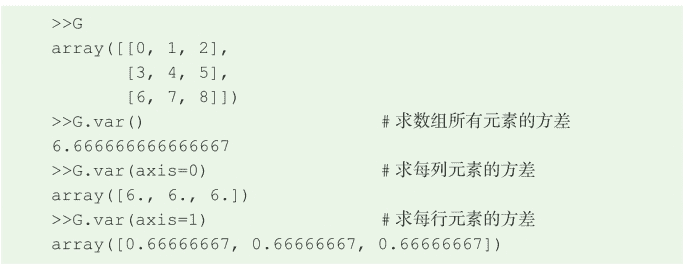 >>G
array([[0, 1, 2],
       [3, 4, 5],
       [6, 7, 8]])
>>G.var()                        # 求数组所有元素的方差
6.666666666666667
>>G.var(axis=0)                  # 求每列元素的方差
array([6., 6., 6.])
>>G.var(axis=1)                  # 求每行元素的方差
array([0.66666667, 0.66666667, 0.66666667])